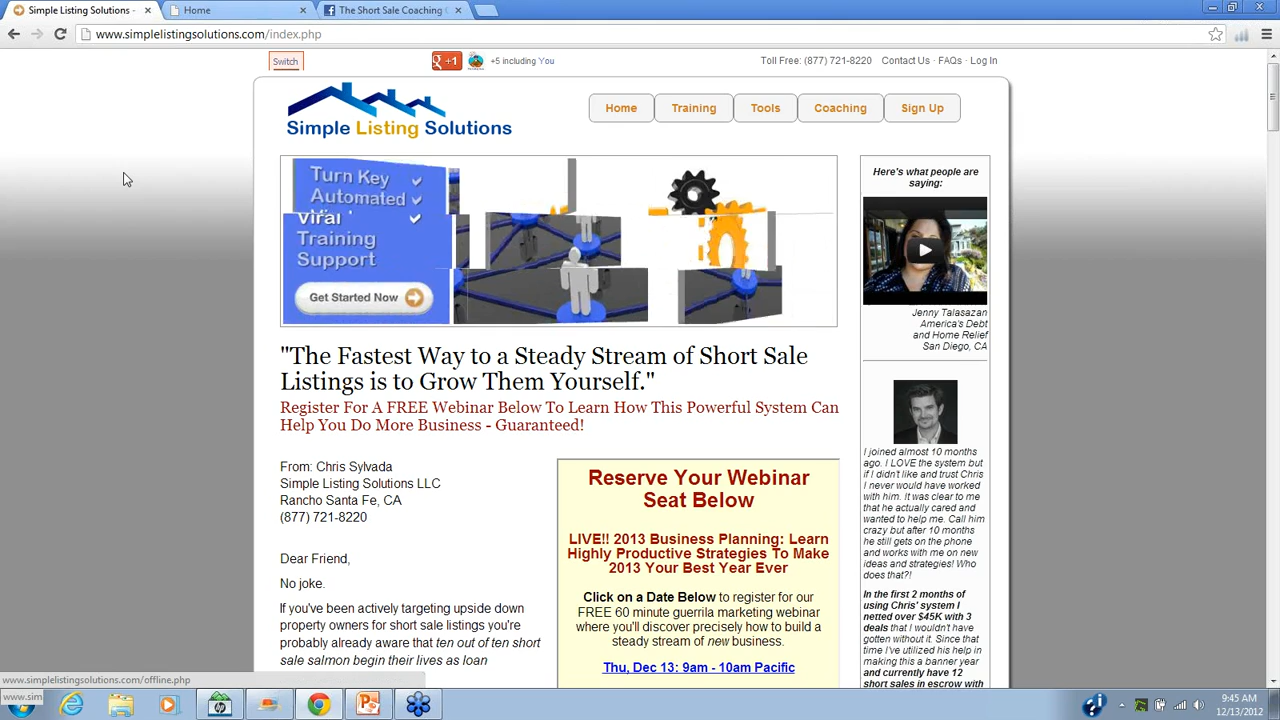 Simple Listing Solutions -
Home
The Short Sale Coaching
www.simplelistingsolutions.com/index.php
Switch
g +1
+5 including You
Toll Free: (877) 721-8220 Contact Us FAQs Log In
Simple Listing Solutions
Home Training Tools Coaching Sign Up
Turn Key
Automated
Viral
Training
Support
Get Started Now
Here's what people are
saying:
Jenny Talasazan
America's Debt
and Home Relief
San Diego, CA
"The Fastest Way to a Steady Stream of Short Sale
Listings is to Grow Them Yourself."
Register For A FREE Webinar Below To Learn How This Powerful System Can
Help You Do More Business - Guaranteed!
From: Chris Sylvada
Simple Listing Solutions LLC
Rancho Santa Fe, CA
(877) 721-8220
Dear Friend,
No joke.
If you've been actively targeting upside down
property owners for short sale listings you're
probably already aware that ten out of ten short
sale salmon begin their lives as loan
Reserve Your Webinar
Seat Below
LIVE!! 2013 Business Planning: Learn
Highly Productive Strategies To Make
2013 Your Best Year Ever
Click on a Date Below to register for our
FREE 60 minute guerrila marketing webinar
where you'll discover precisely how to build a
steady stream of new business.
Thu, Dec 13: 9am - 10am Pacific
I joined almost 10 months
ago. I LOVE the system but
if I didn't like and trust Chris
I never would have worked
with him. it was clear to me
that he actually cared and
wanted to help me. Call him
crazy but after 10 months
he still gets on the phone
and works with me on new
ideas and strategies! Who
does that?!
In the first 2 months of
using Chris' system I
netted over $45K with 3
deals that I wouldn't have
gotten without it. Since that
time I've utilized his help in
making this a banner year
and currently have 12
short sales in escrow with
www.simplelistingsolutions.com/offline.php
www.sim
9:45 AM
12/13/2012